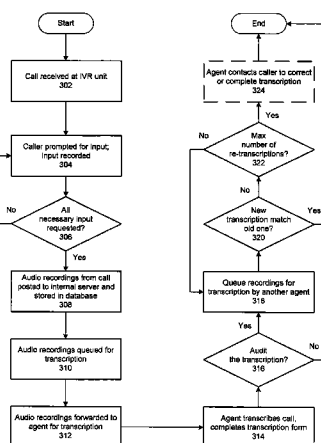 Start
Call received at IVR unit
302
Caller prompted for input;
Input recorded
304
No
All
necessary input
requested?
306
Yes
Audio recordings from call
posted to internal server and
stored in database
308
Audio recordings queued for
transcription
310
Audio recordings forwarded to
agent for transcription
312
Agent transcribes call,
completes transcription form
314
Audit
the transcription?
316
No
Yes
Queue recordings for
transcription by another agent
318
New
transcription match
old one?
320
Yes
No
Max
number of
re-transcriptions?
322
No
Yes
Agent contacts caller to correct
or complete transcription
324
End